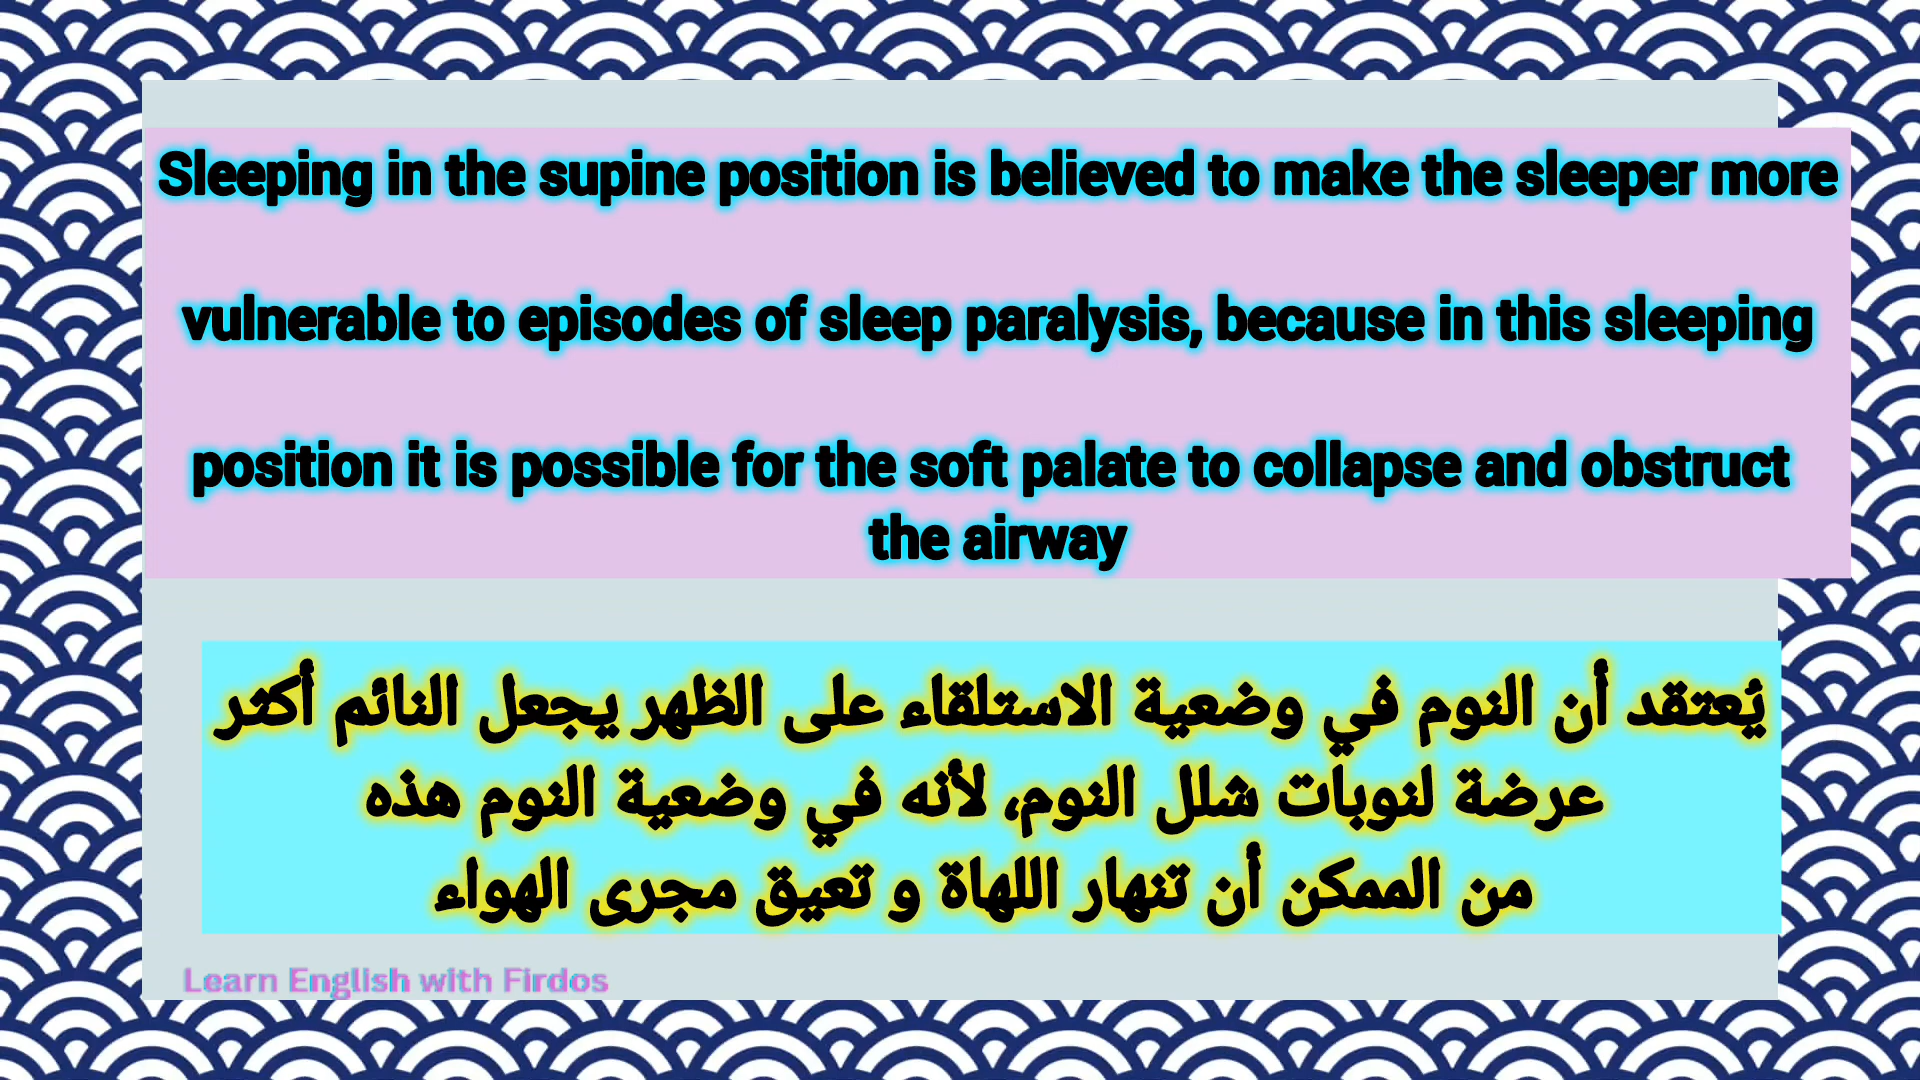 Sleeping in the supine position is believed to make the sleeper more
vulnerable to episodes of sleep paralysis, because in this sleeping
position it is possible for the soft palate to collapse and obstruct
the airway
يُعتقد أن النوم في وضعية الاستلقاء على الظهر يجعل النائم أكثر
عرضة لنوبات شلل النوم، لأنه في وضعية النوم هذه
من الممكن أن تنهار اللهاة و تعيق مجرى الهواء
Learn English with Firdos